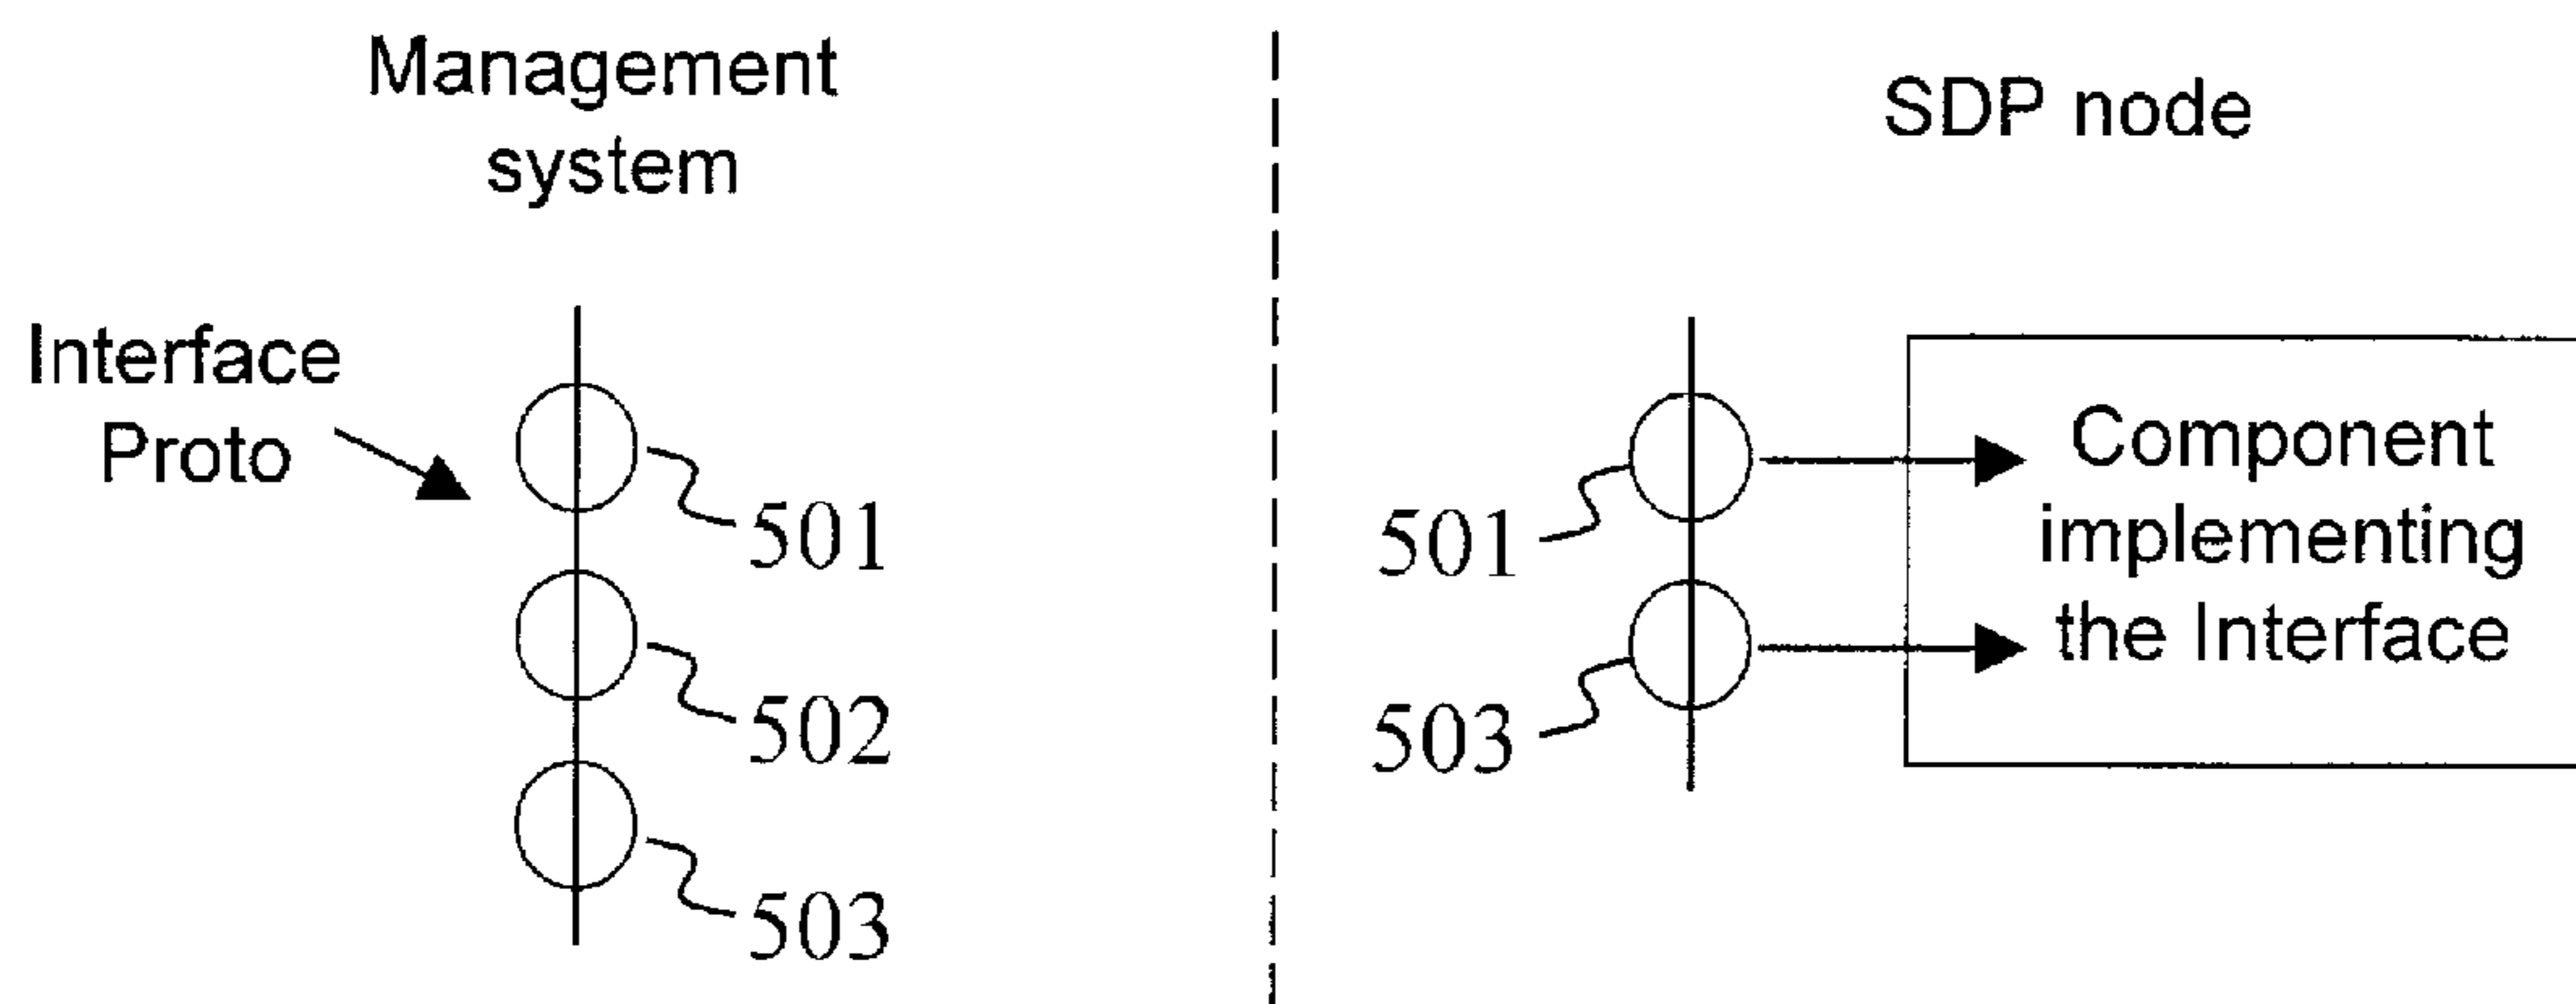 Management
system
Interface
Proto
501
502
503
SDP node
501
503
Component
implementing
the Interface